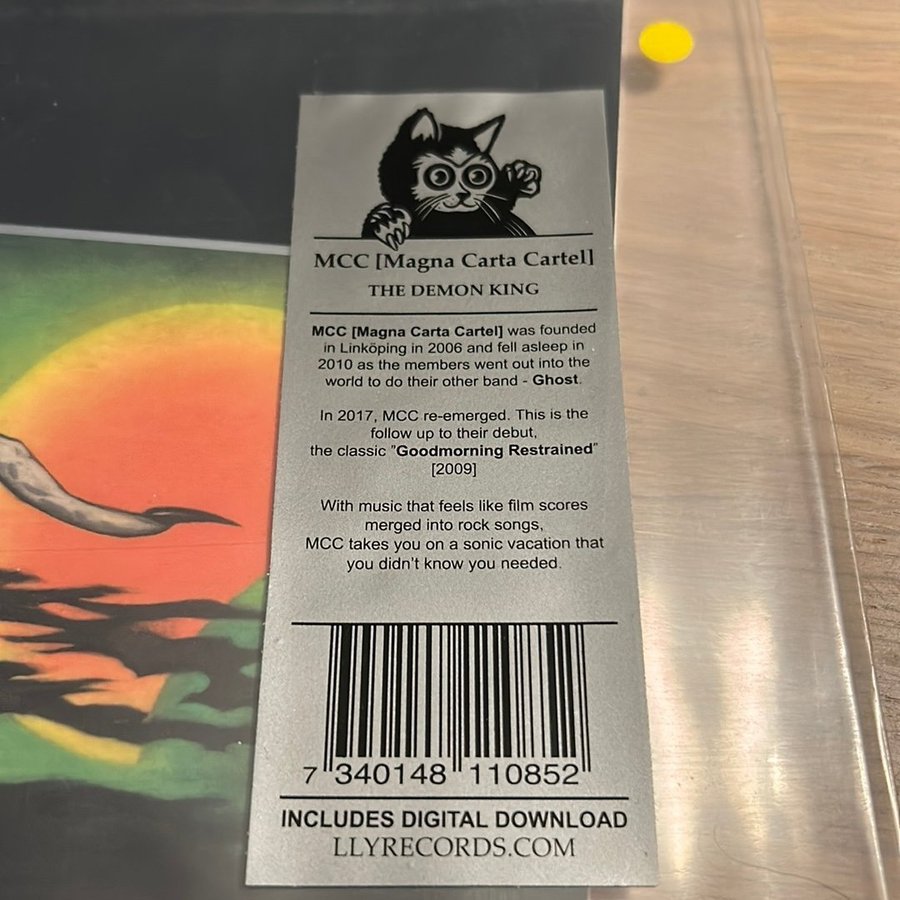 MCC [Magna Carta Cartel]
THE DEMON KING
MCC [Magna Carta Cartel] was founded
in Linköping in 2006 and fell asleep in
2010 as the members went out into the
world to do their other band - Ghost.
In 2017, MCC re-emerged. This is the
follow up to their debut,
the classic "Goodmorning Restrained"
[2009]
With music that feels like film scores
merged into rock songs,
MCC takes you on a sonic vacation that
you didn't know you needed.
7 340148 110852
INCLUDES DIGITAL DOWNLOAD
LLYRECORDS.COM